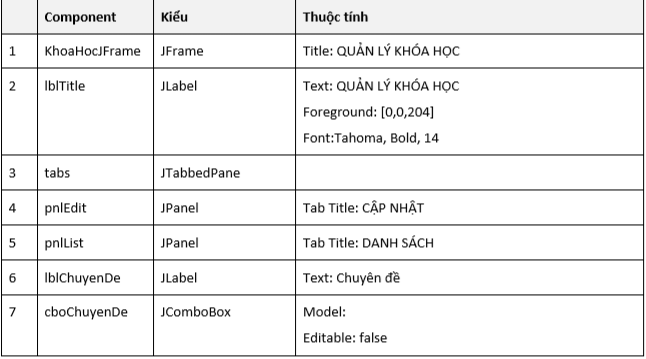 Component Kiểu Thuộc tính
1 KhoaHocJFrame JFrame Title: QUẢN LÝ KHÓA HỌC
2 lblTitle JLabel Text: QUẢN LÝ KHÓA HỌC
Foreground: [0,0,204]
Font:Tahoma, Bold, 14
3 tabs JTabbedPane
4 pnlEdit JPanel Tab Title: CẬP NHẬT
5 pnlList JPanel Tab Title: DANH SÁCH
6 lblChuyenDe JLabel Text: Chuyên đề
7 cboChuyenDe JComboBox Model:
Editable: false